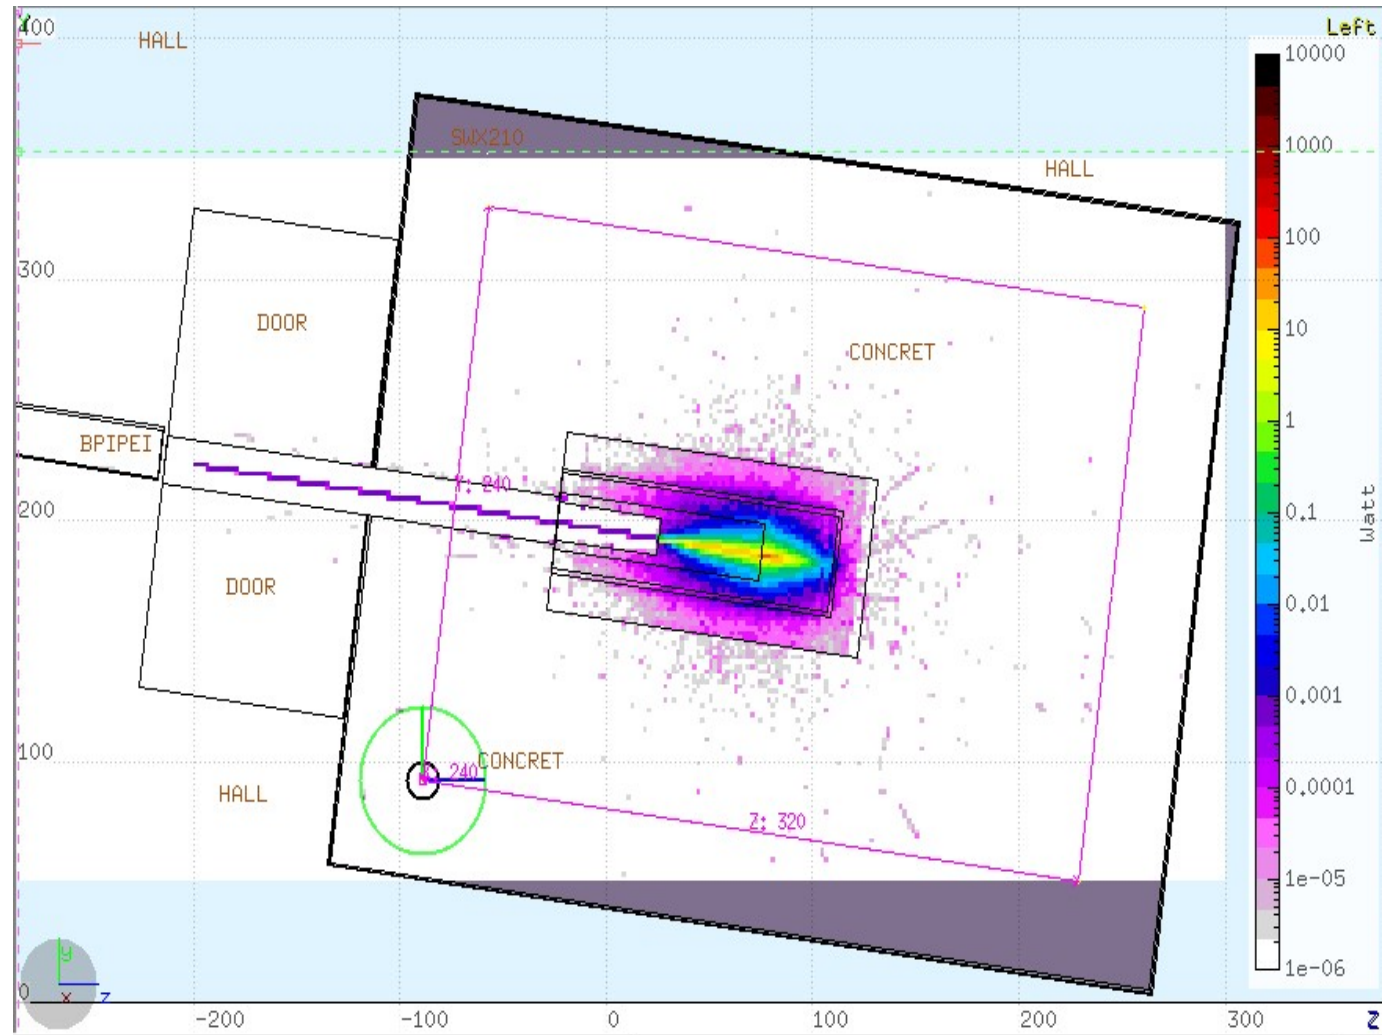 Y
400
Left
HALL
10000
SWX210
1000
HALL
100
300
DOOR
10
CONCRET
1
BPIPEI
Y: 240
200
0.1
Watt
DOOR
0.01
0.001
100
240
CONCRET
HALL
0.0001
Z: 320
1e-05
y
x
z
0
1e-06
-200
-100
0
100
200
300
Z